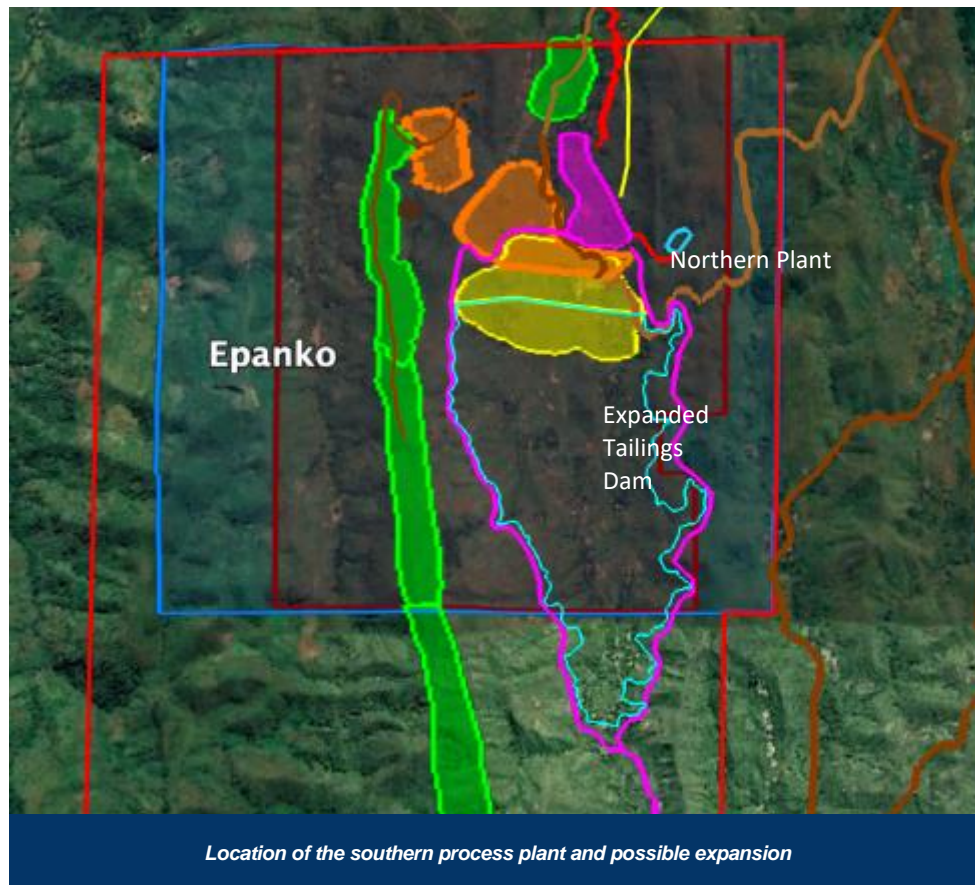 Northern Plant
Epanko
Expanded
Tailings
Dam
Location of the southern process plant and possible expansion